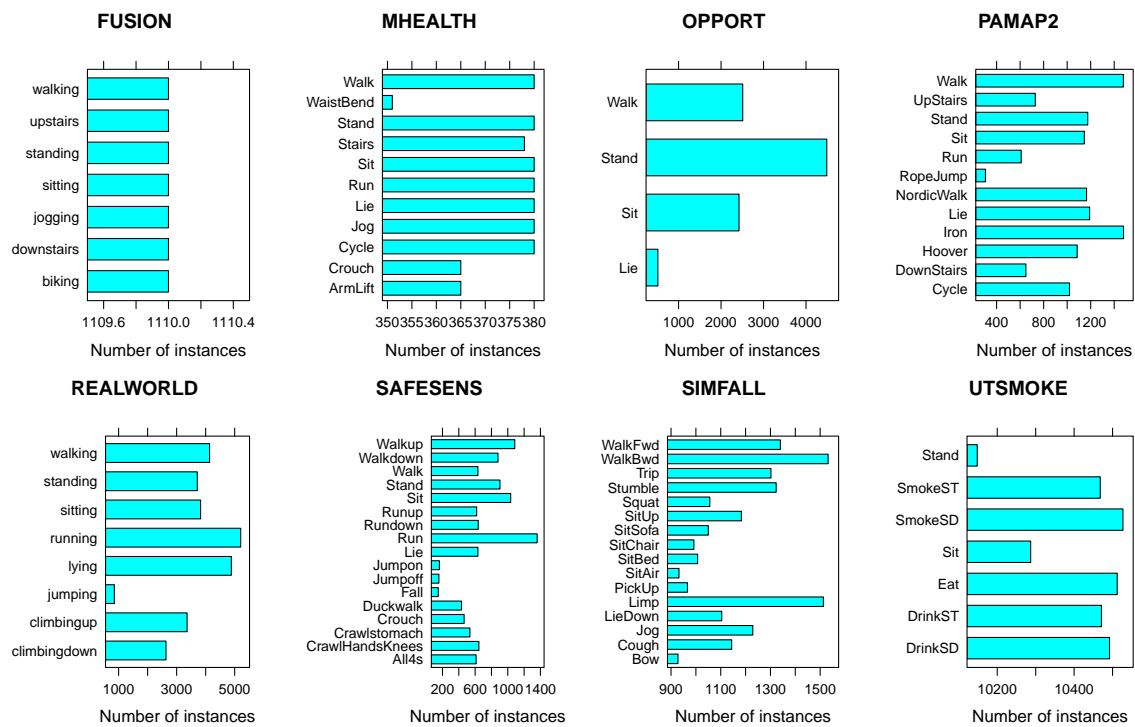 FUSION
walking
upstairs
standing
sitting
jogging
downstairs
biking
1109.6 1110.0 1110.4
Number of instances
MHEALTH
Walk
WaistBend
Stand
Stairs
Sit
Run
Lie
Jog
Cycle
Crouch
ArmLift
350 355 360 365 370 375 380
Number of instances
OPPORT
Walk
Stand
Sit
Lie
1000 2000 3000 4000
Number of instances
PAMAP2
Walk
UpStairs
Stand
Sit
Run
RopeJump
NordicWalk
Lie
Iron
Hoover
DownStairs
Cycle
400 800 1200
Number of instances
REALWORLD
walking
standing
sitting
running
lying
jumping
climbingup
climbingdown
1000 3000 5000
Number of instances
SAFESENS
Walkup
Walkdown
Walk
Stand
Sit
Runup
Rundown
Run
Lie
Jumpon
Jumpoff
Fall
Duckwalk
Crouch
Crawlstomach
CrawlHandsKnees
All4s
200 600 1000 1400
Number of instances
SIMFALL
WalkFwd
WalkBwd
Trip
Stumble
Squat
SitUp
SitSofa
SitChair
SitBed
SitAir
PickUp
Limp
LieDown
Jog
Cough
Bow
900 1100 1300 1500
Number of instances
UTSMOKE
Stand
SmokeST
SmokeSD
Sit
Eat
DrinkST
DrinkSD
10200 10400
Number of instances